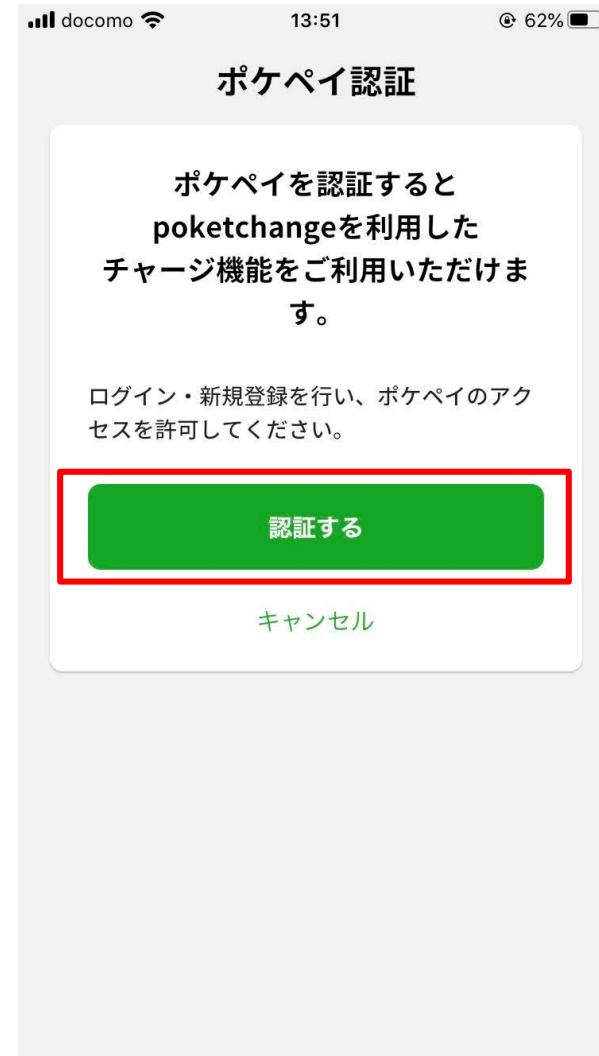 docomo 13:51 62%
ポケペイ認証
ポケペイを認証すると
poketchangeを利用した
チャージ機能をご利用いただけま
す。
ログイン・新規登録を行い、ポケペイのアク
セスを許可してください。
認証する
キャンセル